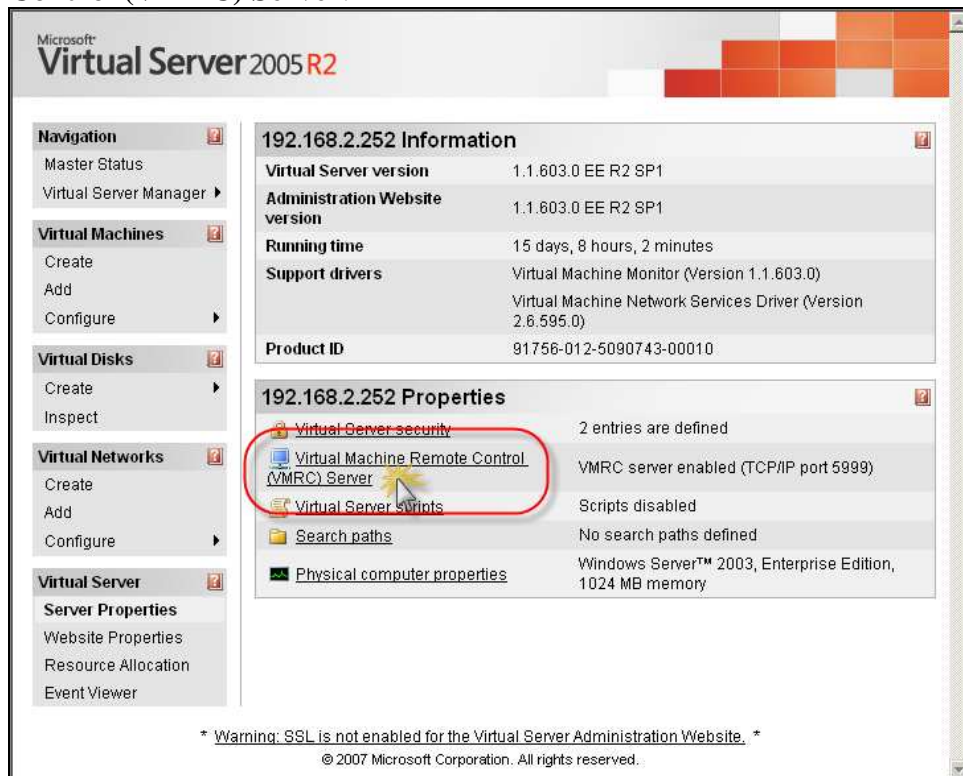 Microsoft
Virtual Server 2005 R2
Navigation
Master Status
Virtual Server Manager
Virtual Machines
Create
Add
Configure
Virtual Disks
Create
Inspect
Virtual Networks
Create
Add
Configure
Virtual Server
Server Properties
Website Properties
Resource Allocation
Event Viewer
192.168.2.252 Information
Virtual Server version 1.1.603.0 EE R2 SP1
Administration Website
version 1.1.603.0 EE R2 SP1
Running time 15 days, 8 hours, 2 minutes
Support drivers Virtual Machine Monitor (Version 1.1.603.0)
Virtual Machine Network Services Driver (Version
2.6.595.0)
Product ID 91756-012-5090743-00010
192.168.2.252 Properties
Virtual Server security 2 entries are defined
Virtual Machine Remote Control
(VMRC) Server VMRC server enabled (TCP/IP port 5999)
Virtual Server scripts Scripts disabled
Search paths No search paths defined
Physical computer properties Windows Server™ 2003, Enterprise Edition,
1024 MB memory
* Warning: SSL is not enabled for the Virtual Server Administration Website. *
© 2007 Microsoft Corporation. All rights reserved.